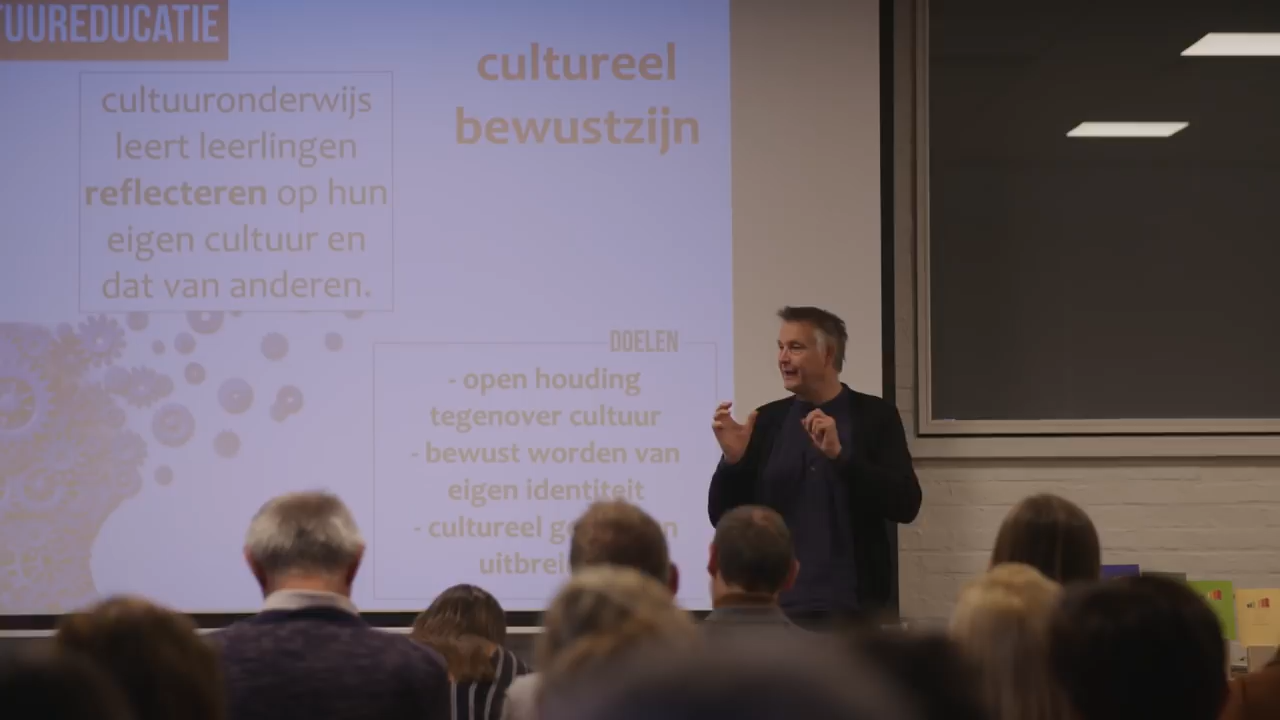 TUUREDUCATIE
cultureel
bewustzijn
cultuuronderwijs
leert leerlingen
reflecteren op hun
eigen cultuur en
dat van anderen.
DOELEN
- open houding
tegenover cultuur
- bewust worden van
eigen identiteit
- cultureel